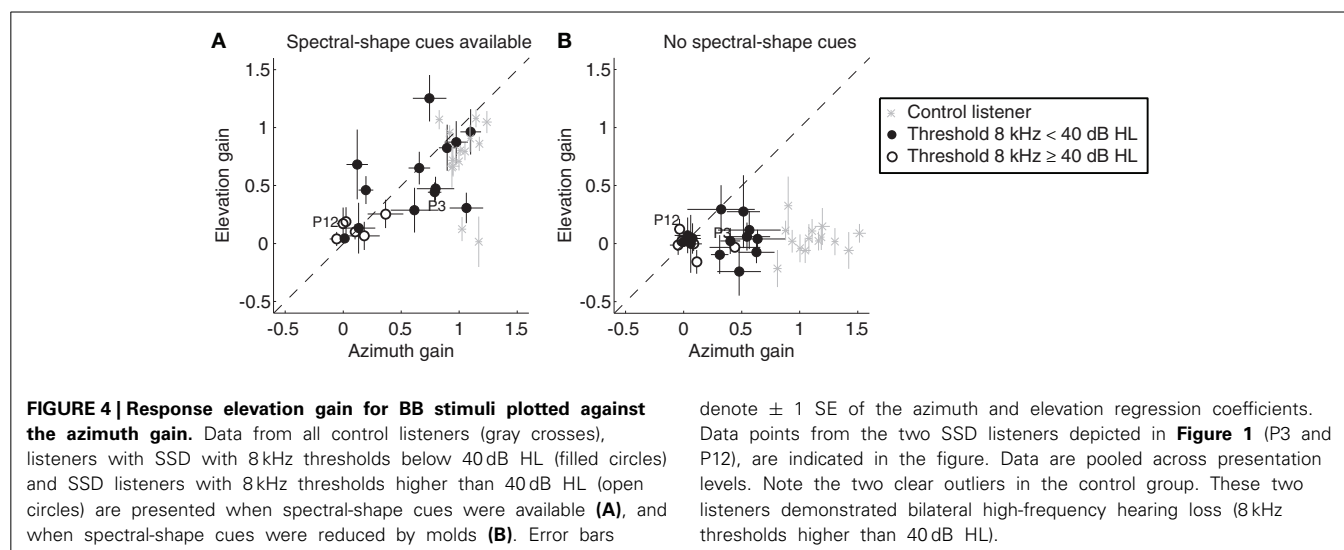 A Spectral-shape cues available
B No spectral-shape cues
Elevation gain
1.5
1
0.5
0
-0.5
P12
P3
-0.5 0 0.5 1 1.5
Azimuth gain
Elevation gain
1.5
1
0.5
0
-0.5
P12
P3
-0.5 0 0.5 1 1.5
Azimuth gain
Control listener
Threshold 8 kHz < 40 dB HL
Threshold 8 kHz ≥ 40 dB HL
FIGURE 4 | Response elevation gain for BB stimuli plotted against
the azimuth gain. Data from all control listeners (gray crosses),
listeners with SSD with 8 kHz thresholds below 40 dB HL (filled circles)
and SSD listeners with 8 kHz thresholds higher than 40 dB HL (open
circles) are presented when spectral-shape cues were available (A), and
when spectral-shape cues were reduced by molds (B). Error bars
denote ± 1 SE of the azimuth and elevation regression coefficients.
Data points from the two SSD listeners depicted in Figure 1 (P3 and
P12), are indicated in the figure. Data are pooled across presentation
levels. Note the two clear outliers in the control group. These two
listeners demonstrated bilateral high-frequency hearing loss (8 kHz
thresholds higher than 40 dB HL).